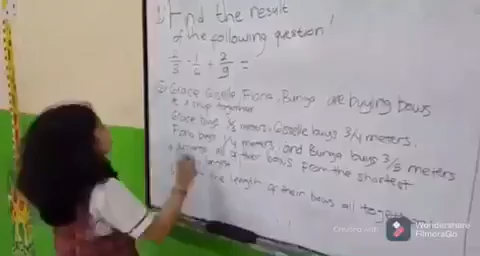 1) Find the result
of the following question!
2/3 · 1/6 + 2/9 =
2) Grace, Giselle, Fiona, Bunga are buying bows
together
Grace buys 1/3 meters, Giselle buys 3/4 meters,
Fiona buys 1/4 meters, and Bunga buys 3/5 meters
all of their bows from the shortest
the length of their bows all together
Created with Wondershare
FilmoraGo